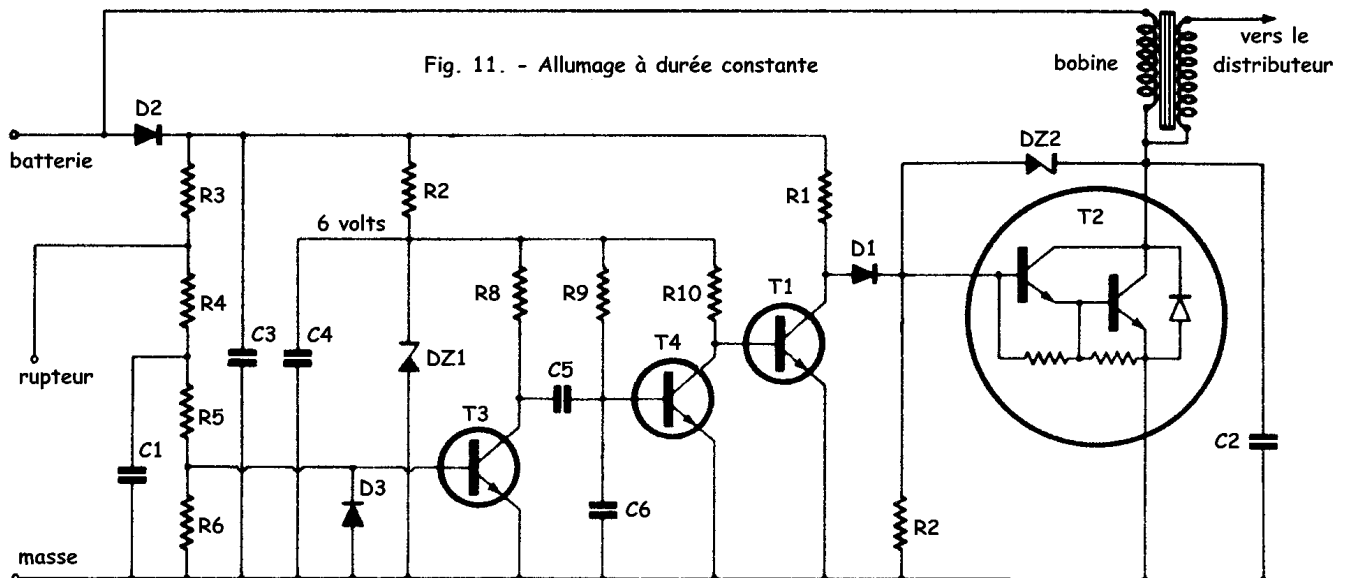 Fig. 11. - Allumage à durée constante
bobine
vers le
distributeur
D2
batterie
DZ2
R3
R2
R1
T2
6 volts
D1
R4
R8
R9
R10
T1
C3
C4
DZ1
T4
rupteur
C5
R5
T3
C1
C2
D3
R6
C6
R2
masse